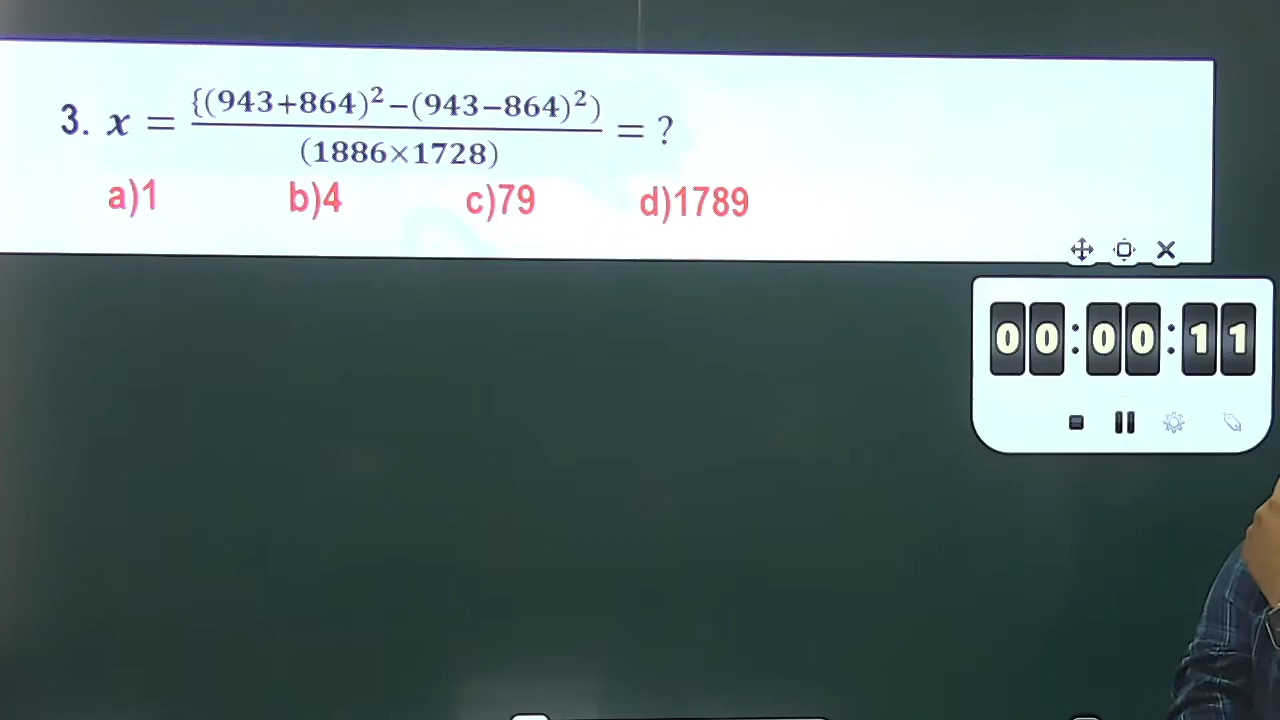 3. x = {(943+864)²−(943−864)²) / (1886×1728) = ?
a)1 b)4 c)79 d)1789
00:00:11